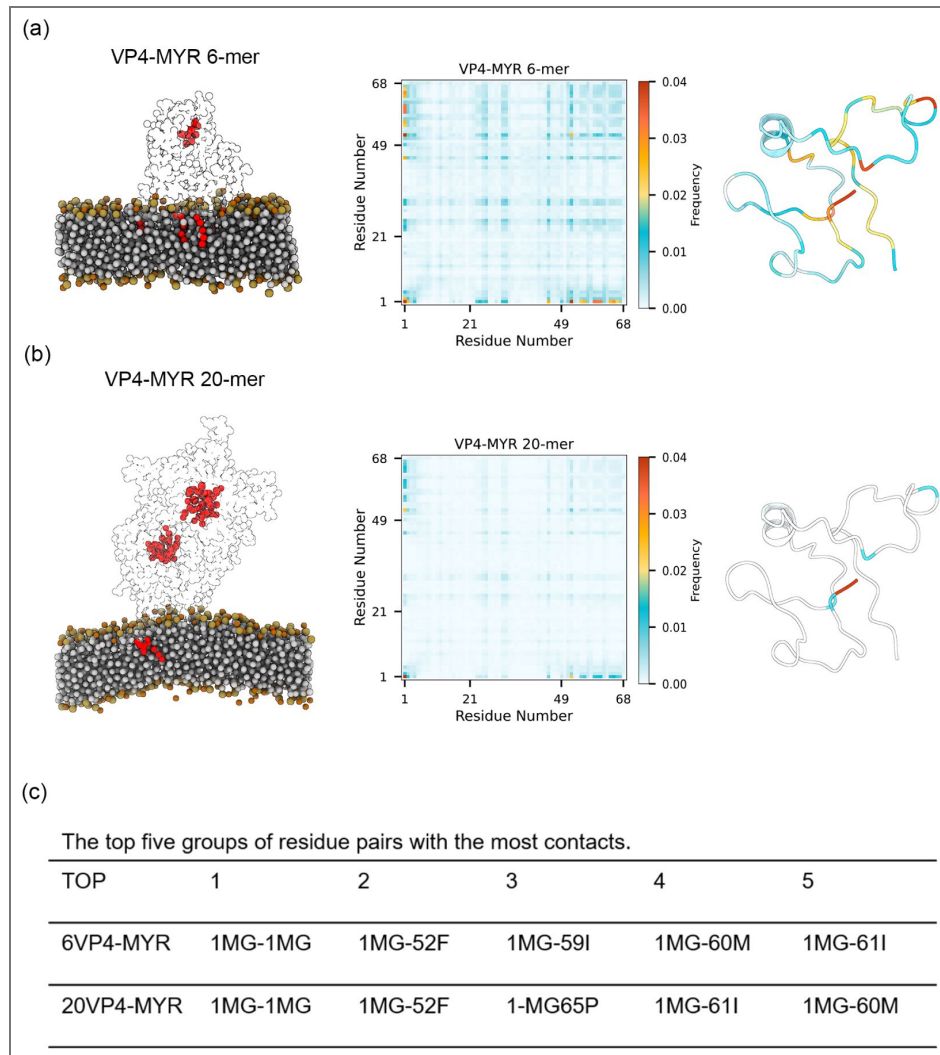 (a)
VP4-MYR 6-mer
VP4-MYR 6-mer
68
49
21
1
Residue Number
1 21 49 68
Residue Number
0.04
0.03
0.02
0.01
0.00
Frequency
(b)
VP4-MYR 20-mer
VP4-MYR 20-mer
68
49
21
1
Residue Number
1 21 49 68
Residue Number
0.04
0.03
0.02
0.01
0.00
Frequency
(c)
The top five groups of residue pairs with the most contacts.
TOP 1 2 3 4 5
6VP4-MYR 1MG-1MG 1MG-52F 1MG-59I 1MG-60M 1MG-61I
20VP4-MYR 1MG-1MG 1MG-52F 1-MG65P 1MG-61I 1MG-60M